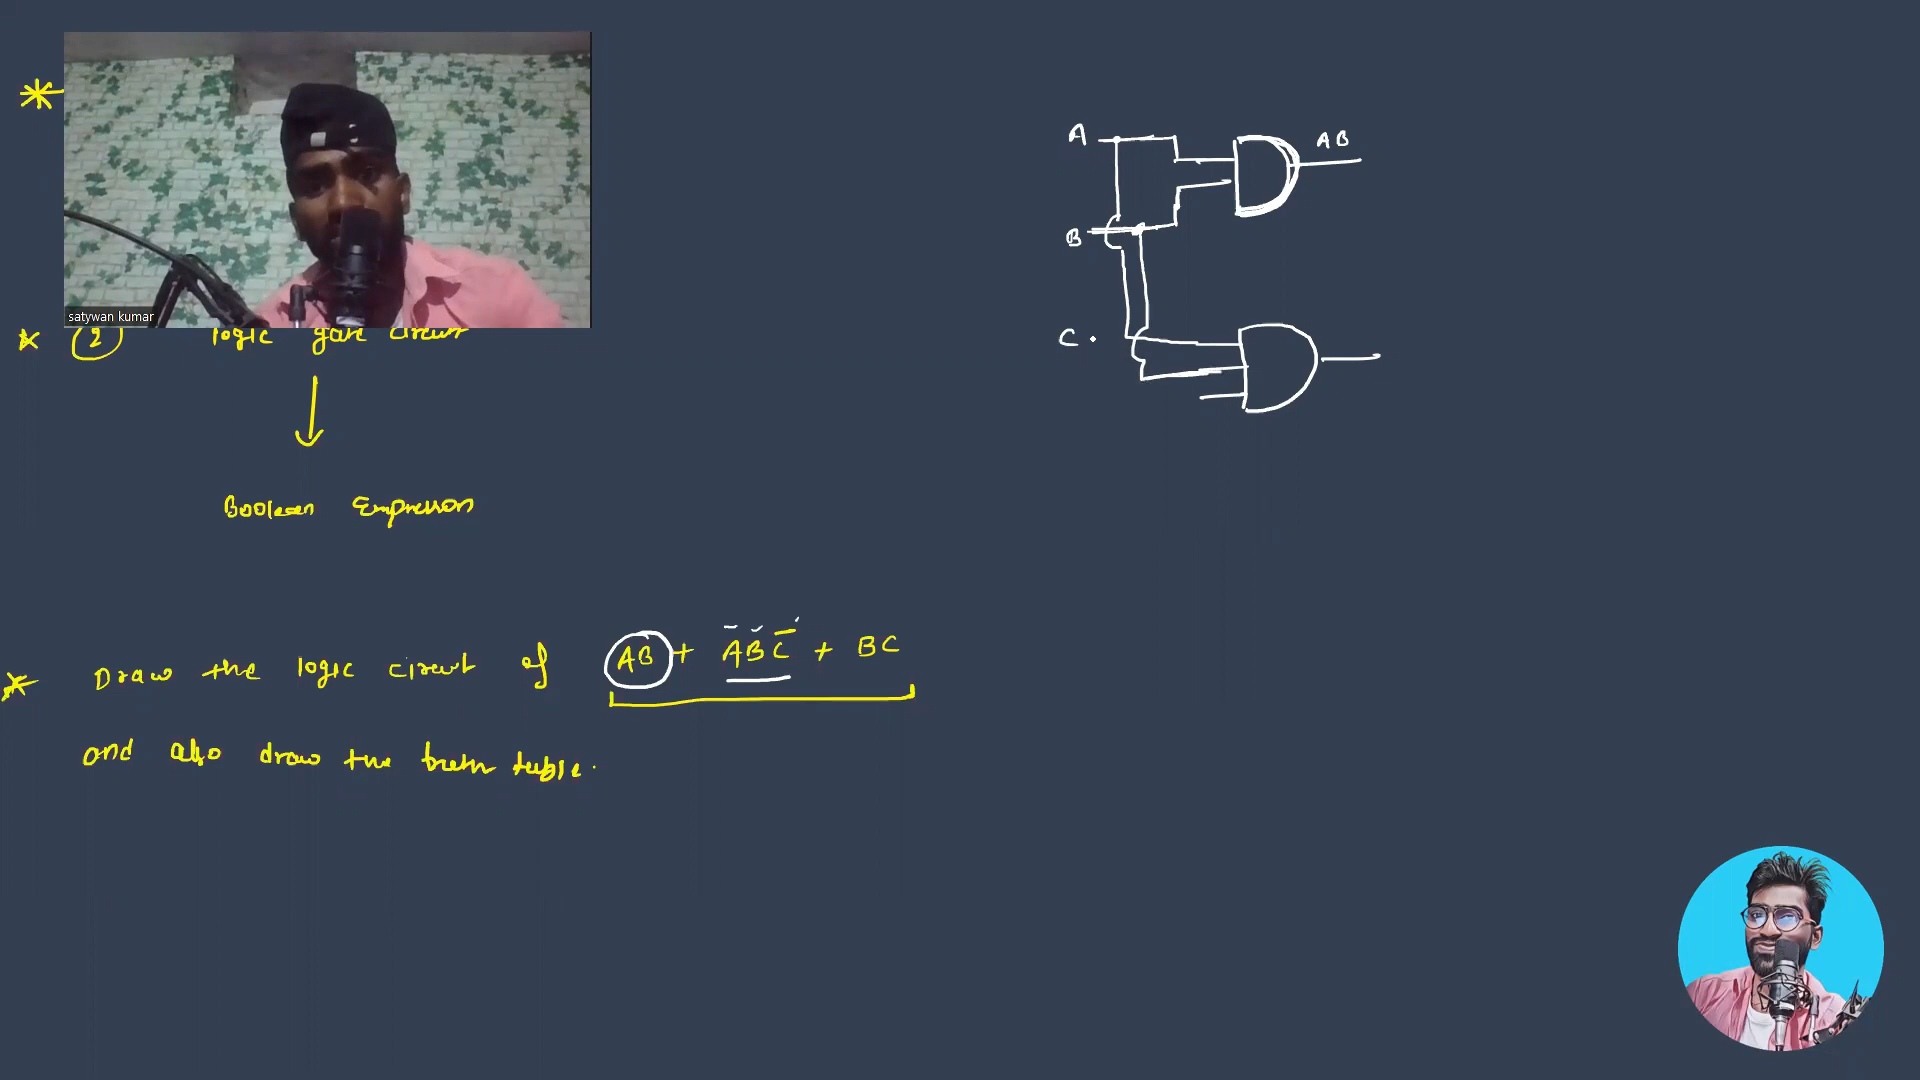 satywan kumar
* (2) logic gate circuit
Boolean Expression
* Draw the logic circuit of AB + ABC̅ + BC
and also draw the truth table.
A
AB
B
C